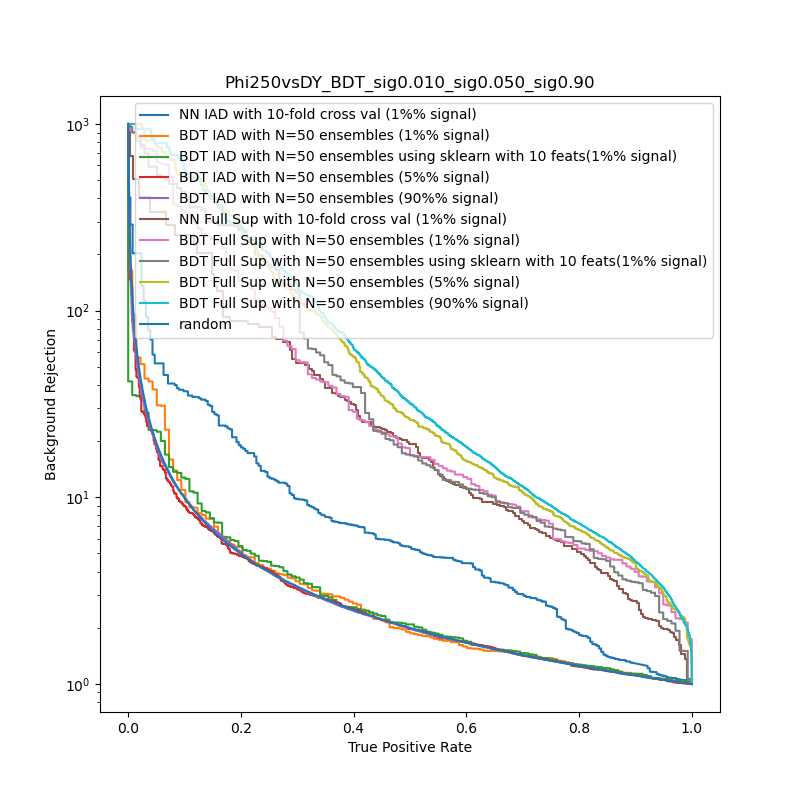 Phi250vsDY_BDT_sig0.010_sig0.050_sig0.90
NN IAD with 10-fold cross val (1%% signal)
BDT IAD with N=50 ensembles (1%% signal)
BDT IAD with N=50 ensembles using sklearn with 10 feats(1%% signal)
BDT IAD with N=50 ensembles (5%% signal)
BDT IAD with N=50 ensembles (90%% signal)
NN Full Sup with 10-fold cross val (1%% signal)
BDT Full Sup with N=50 ensembles (1%% signal)
BDT Full Sup with N=50 ensembles using sklearn with 10 feats(1%% signal)
BDT Full Sup with N=50 ensembles (5%% signal)
BDT Full Sup with N=50 ensembles (90%% signal)
random
Background Rejection
10³
10²
10¹
10⁰
0.0 0.2 0.4 0.6 0.8 1.0
True Positive Rate